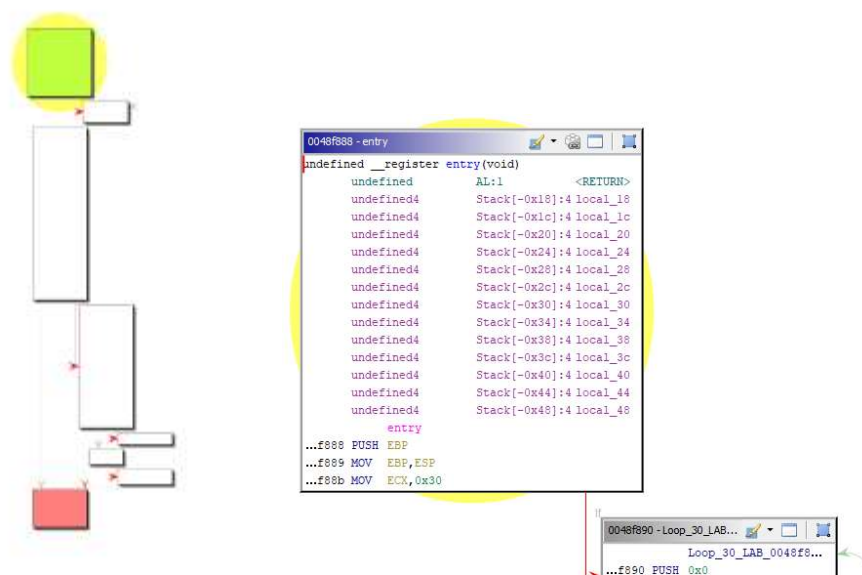 0048f888 - entry
undefined __register entry(void)
undefined AL:1 <RETURN>
undefined4 Stack[-0x18]:4 local_18
undefined4 Stack[-0x1c]:4 local_1c
undefined4 Stack[-0x20]:4 local_20
undefined4 Stack[-0x24]:4 local_24
undefined4 Stack[-0x28]:4 local_28
undefined4 Stack[-0x2c]:4 local_2c
undefined4 Stack[-0x30]:4 local_30
undefined4 Stack[-0x34]:4 local_34
undefined4 Stack[-0x38]:4 local_38
undefined4 Stack[-0x3c]:4 local_3c
undefined4 Stack[-0x40]:4 local_40
undefined4 Stack[-0x44]:4 local_44
undefined4 Stack[-0x48]:4 local_48
entry
...f888 PUSH EBP
...f889 MOV EBP,ESP
...f88b MOV ECX,0x30
0048f890 - Loop_30_LAB...
Loop_30_LAB_0048f8...
...f890 PUSH 0x0